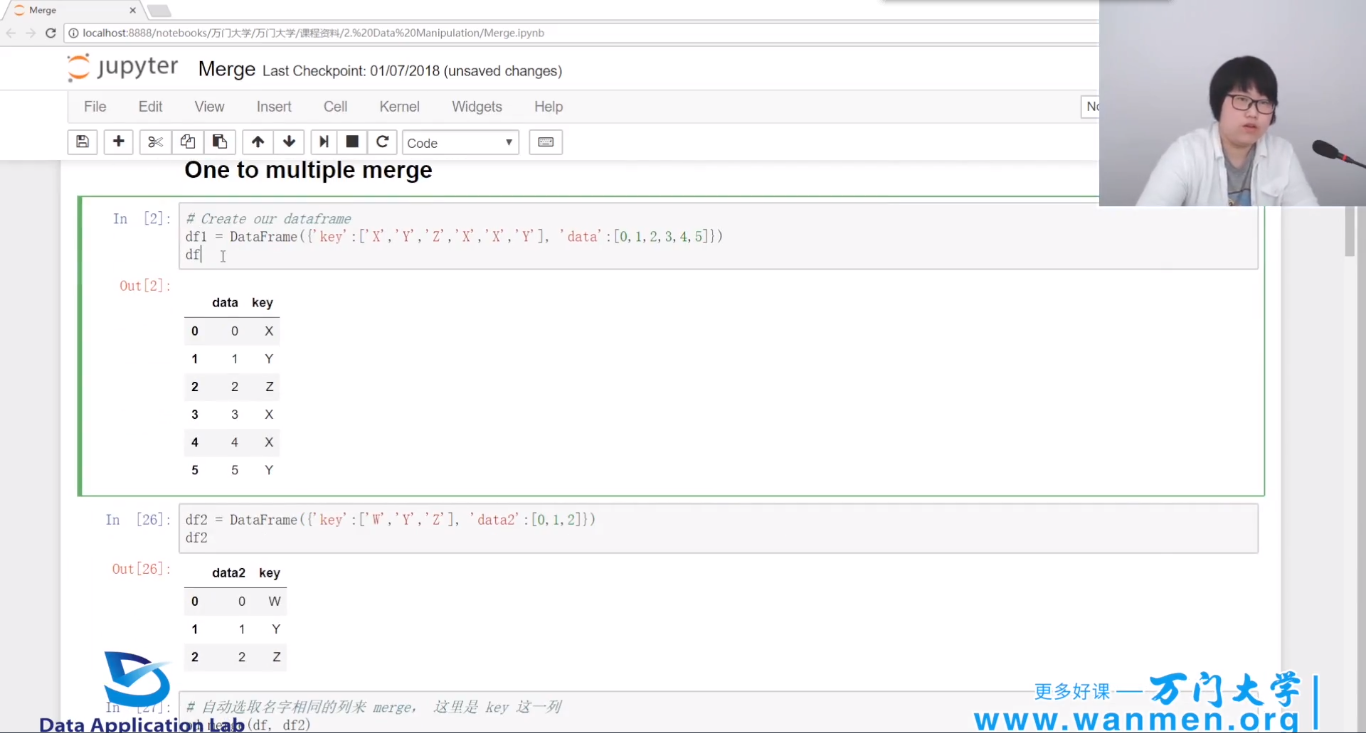 Merge
localhost:8888/notebooks/万门大学/万门大学/课程资料/2.%20Data%20Manipulation/Merge.ipynb
jupyter Merge Last Checkpoint: 01/07/2018 (unsaved changes)
File Edit View Insert Cell Kernel Widgets Help
Code
One to multiple merge
In [2]: # Create our dataframe
df1 = DataFrame({'key':['X','Y','Z','X','X','Y'], 'data':[0,1,2,3,4,5]})
df
Out[2]:
data key
0 0 X
1 1 Y
2 2 Z
3 3 X
4 4 X
5 5 Y
In [26]: df2 = DataFrame({'key':['W','Y','Z'], 'data2':[0,1,2]})
df2
Out[26]:
data2 key
0 0 W
1 1 Y
2 2 Z
In [27]: # 自动选取名字相同的列来 merge， 这里是 key 这一列
merge(df, df2)
Data Application Lab
更多好课 — 万门大学
www.wanmen.org